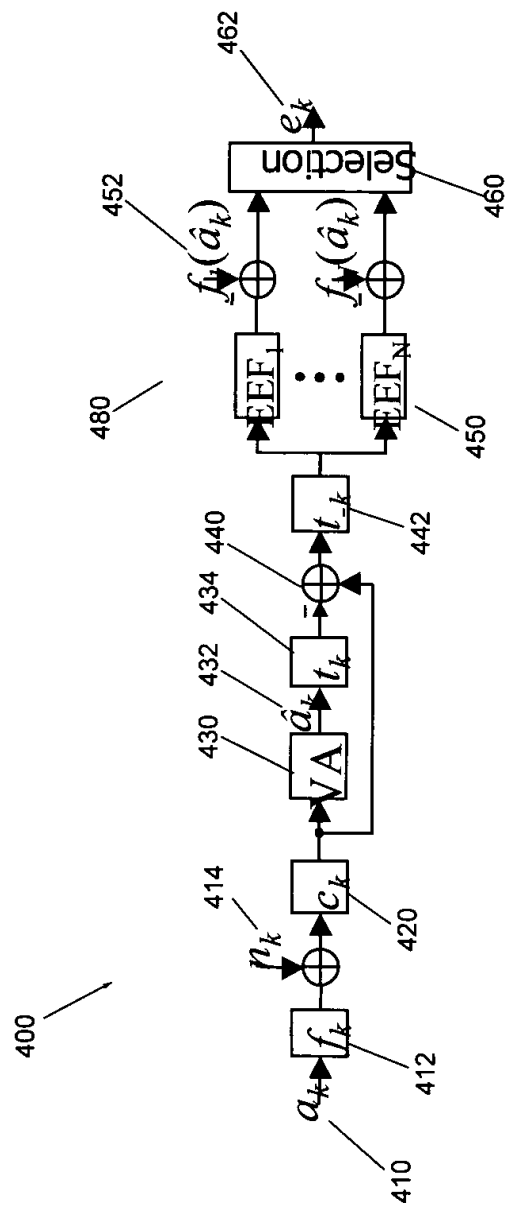 400
410
a_k
f_k
412
n_k
414
c_k
420
VA
430
â_k
432
t_k
434
-
440
t_-k
442
480
EEF_1
EEF_N
450
-
f_1(â_k)
452
-
f_N(â_k)
Selection
460
e_k
462